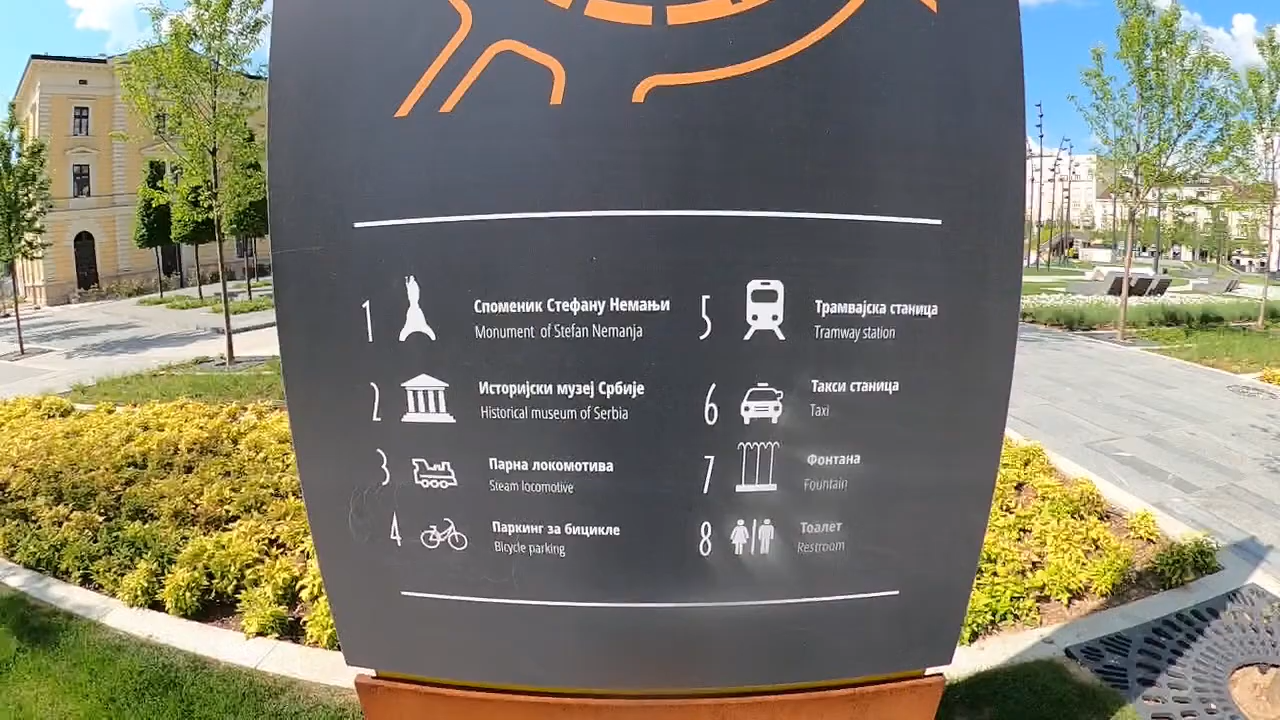 1 Споменик Стефану Немањи
Monument of Stefan Nemanja
2 Историјски музеј Србије
Historical museum of Serbia
3 Парна локомотива
Steam locomotive
4 Паркинг за бицикле
Bicycle parking
5 Трамвајска станица
Tramway station
6 Такси станица
Taxi
7 Фонтана
Fountain
8 Тоалет
Restroom